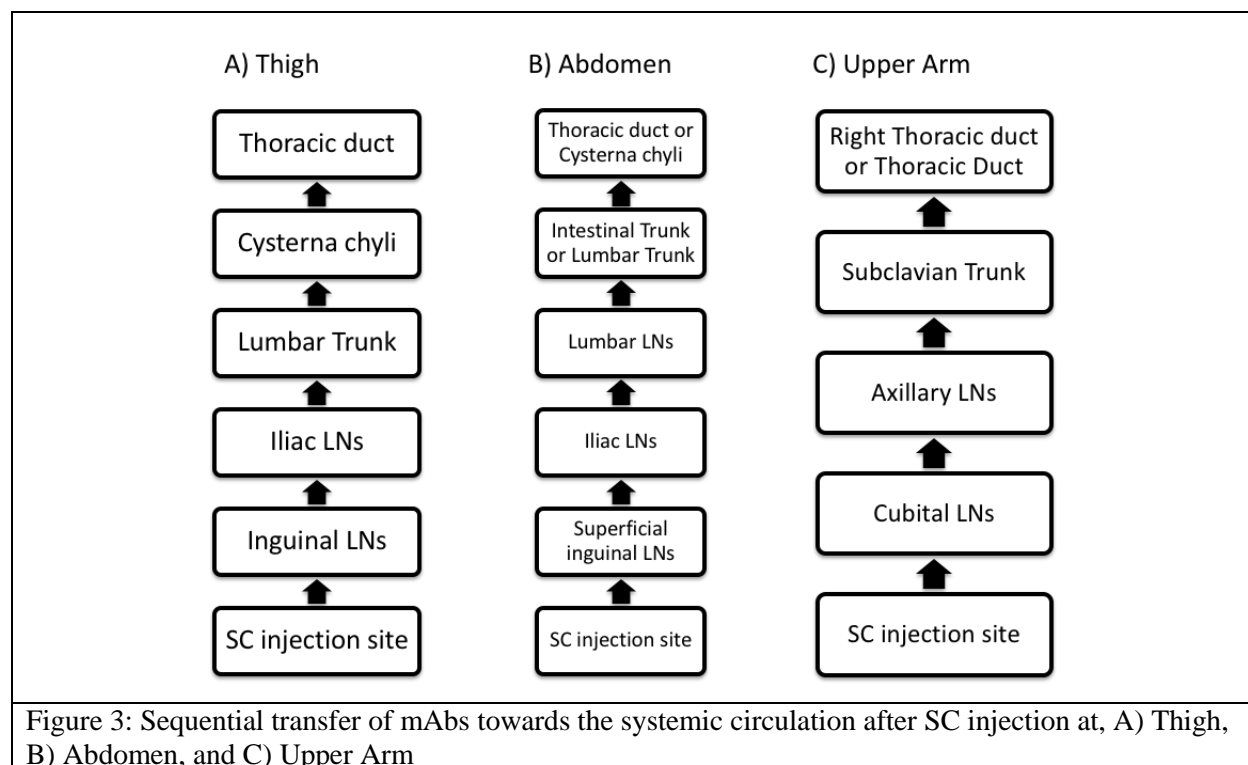 A) Thigh
Thoracic duct
Cysterna chyli
Lumbar Trunk
Iliac LNs
Inguinal LNs
SC injection site
B) Abdomen
Thoracic duct or
Cysterna chyli
Intestinal Trunk
or Lumbar Trunk
Lumbar LNs
Iliac LNs
Superficial
inguinal LNs
SC injection site
C) Upper Arm
Right Thoracic duct
or Thoracic Duct
Subclavian Trunk
Axillary LNs
Cubital LNs
SC injection site
Figure 3: Sequential transfer of mAbs towards the systemic circulation after SC injection at, A) Thigh,
B) Abdomen, and C) Upper Arm